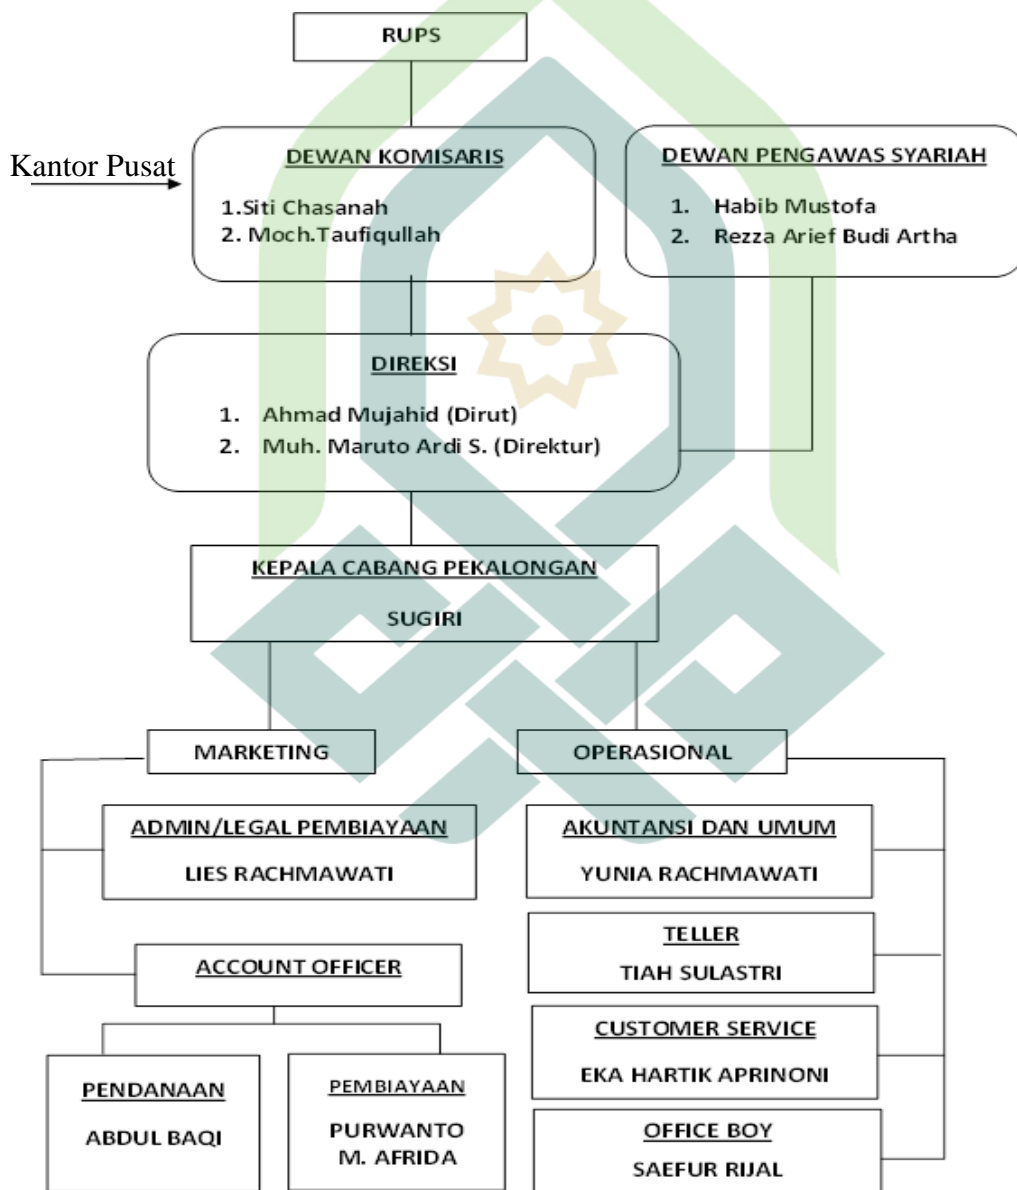 RUPS
Kantor Pusat
DEWAN KOMISARIS
1.Siti Chasanah
2. Moch.Taufiqullah
DEWAN PENGAWAS SYARIAH
1. Habib Mustofa
2. Rezza Arief Budi Artha
DIREKSI
1. Ahmad Mujahid (Dirut)
2. Muh. Maruto Ardi S. (Direktur)
KEPALA CABANG PEKALONGAN
SUGIRI
MARKETING
OPERASIONAL
ADMIN/LEGAL PEMBIAYAAN
LIES RACHMAWATI
AKUNTANSI DAN UMUM
YUNIA RACHMAWATI
ACCOUNT OFFICER
TELLER
TIAH SULASTRI
CUSTOMER SERVICE
EKA HARTIK APRINONI
PENDANAAN
ABDUL BAQI
PEMBIAYAAN
PURWANTO
M. AFRIDA
OFFICE BOY
SAEFUR RIJAL